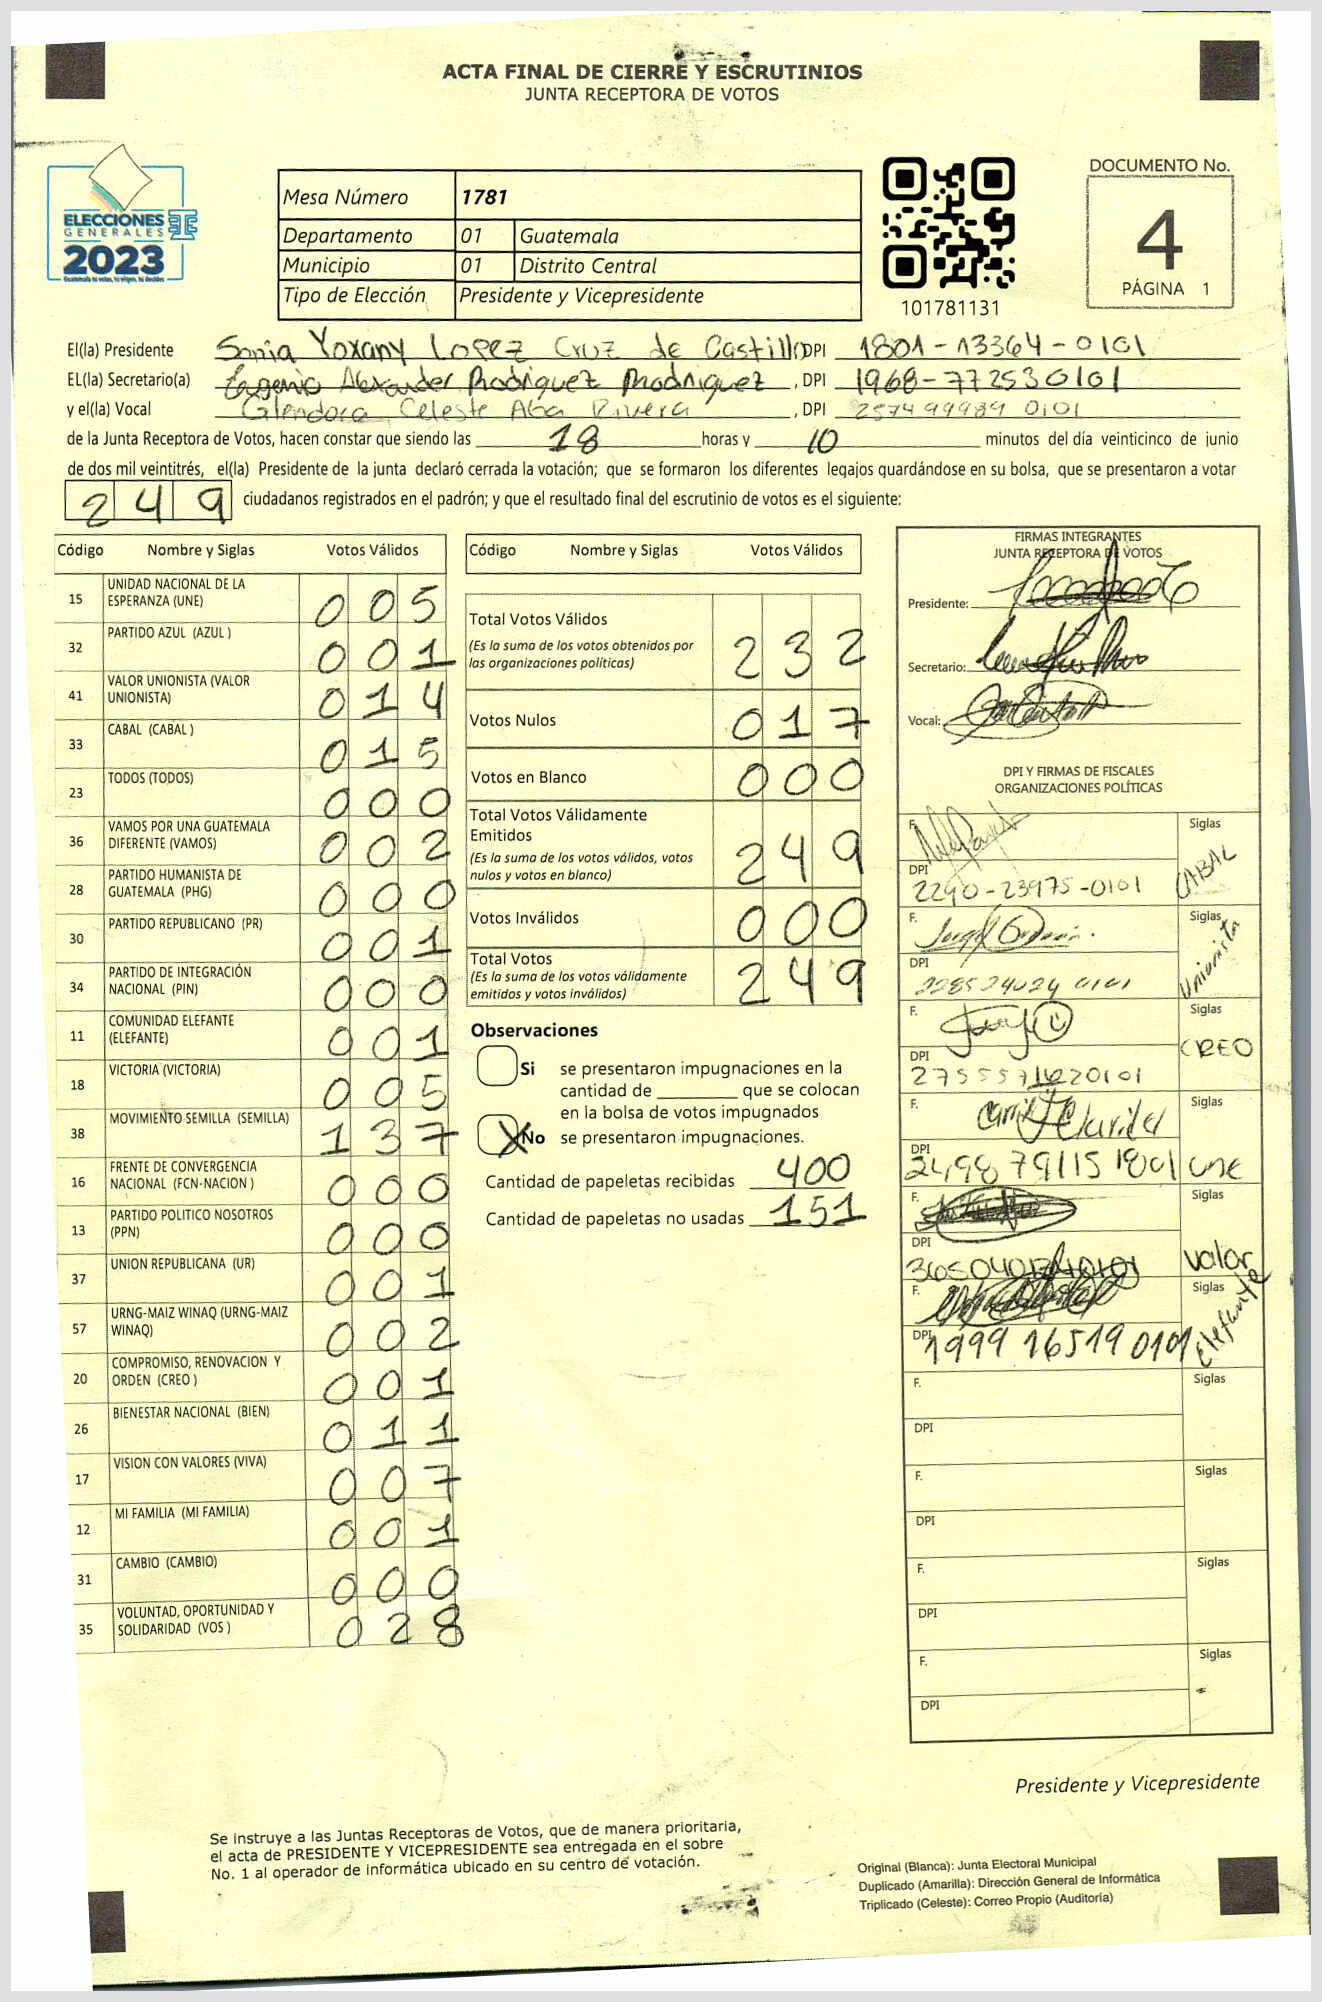 ACTA FINAL DE CIERRE Y ESCRUTINIOS
JUNTA RECEPTORA DE VOTOS
ELECCIONES
GENERALES
2023
Mesa Número 1781
Departamento 01 Guatemala
Municipio 01 Distrito Central
Tipo de Elección Presidente y Vicepresidente
101781131
DOCUMENTO No.
4
PÁGINA 1
El(la) Presidente Sonia Yoxany Lopez Cruz de Castillo DPI 1801-13364-0101
EL(la) Secretario(a) Eugenio Alexander Rodriguez Rodriguez, DPI 1968-772530101
y el(la) Vocal Glendora Celeste Aba Rivera, DPI 257499989 0101
de la Junta Receptora de Votos, hacen constar que siendo las 18 horas y 10 minutos del día veinticinco de junio
de dos mil veintitrés, el(la) Presidente de la junta declaró cerrada la votación; que se formaron los diferentes legajos guardándose en su bolsa, que se presentaron a votar
249 ciudadanos registrados en el padrón; y que el resultado final del escrutinio de votos es el siguiente:
Código Nombre y Siglas Votos Válidos
15 UNIDAD NACIONAL DE LA ESPERANZA (UNE) 005
32 PARTIDO AZUL (AZUL ) 001
41 VALOR UNIONISTA (VALOR UNIONISTA) 014
33 CABAL (CABAL ) 015
23 TODOS (TODOS) 000
36 VAMOS POR UNA GUATEMALA DIFERENTE (VAMOS) 002
28 PARTIDO HUMANISTA DE GUATEMALA (PHG) 000
30 PARTIDO REPUBLICANO (PR) 001
34 PARTIDO DE INTEGRACIÓN NACIONAL (PIN) 000
11 COMUNIDAD ELEFANTE (ELEFANTE) 001
18 VICTORIA (VICTORIA) 005
38 MOVIMIENTO SEMILLA (SEMILLA) 137
16 FRENTE DE CONVERGENCIA NACIONAL (FCN-NACION ) 000
13 PARTIDO POLITICO NOSOTROS (PPN) 000
37 UNION REPUBLICANA (UR) 001
57 URNG-MAIZ WINAQ (URNG-MAIZ WINAQ) 002
20 COMPROMISO, RENOVACION Y ORDEN (CREO ) 001
26 BIENESTAR NACIONAL (BIEN) 011
17 VISION CON VALORES (VIVA) 007
12 MI FAMILIA (MI FAMILIA) 001
31 CAMBIO (CAMBIO) 000
35 VOLUNTAD, OPORTUNIDAD Y SOLIDARIDAD (VOS ) 028
Código Nombre y Siglas Votos Válidos
Total Votos Válidos 232
(Es la suma de los votos obtenidos por
las organizaciones políticas)
Votos Nulos 017
Votos en Blanco 000
Total Votos Válidamente
Emitidos 249
(Es la suma de los votos válidos, votos
nulos y votos en blanco)
Votos Inválidos 000
Total Votos 249
(Es la suma de los votos válidamente
emitidos y votos inválidos)
Observaciones
Si se presentaron impugnaciones en la
cantidad de ________ que se colocan
en la bolsa de votos impugnados
X No se presentaron impugnaciones.
Cantidad de papeletas recibidas 400
Cantidad de papeletas no usadas 151
FIRMAS INTEGRANTES
JUNTA RECEPTORA DE VOTOS
Presidente:
Secretario:
Vocal:
DPI Y FIRMAS DE FISCALES
ORGANIZACIONES POLÍTICAS
F. Siglas
DPI 2290-23975-0101 CABAL
F. Siglas
DPI 228524024 0101 Unionista
F. Siglas
DPI CREO
F. Siglas
DPI 2498 79115 1801 UNE
F. Siglas
DPI Valor
F. Siglas
DPI 1999 16519 0101 Elefante
F. Siglas
DPI
F. Siglas
DPI
F. Siglas
DPI
F. Siglas
DPI
Presidente y Vicepresidente
Se instruye a las Juntas Receptoras de Votos, que de manera prioritaria,
el acta de PRESIDENTE Y VICEPRESIDENTE sea entregada en el sobre
No. 1 al operador de informática ubicado en su centro de votación.
Original (Blanca): Junta Electoral Municipal
Duplicado (Amarilla): Dirección General de Informática
Triplicado (Celeste): Correo Propio (Auditoria)